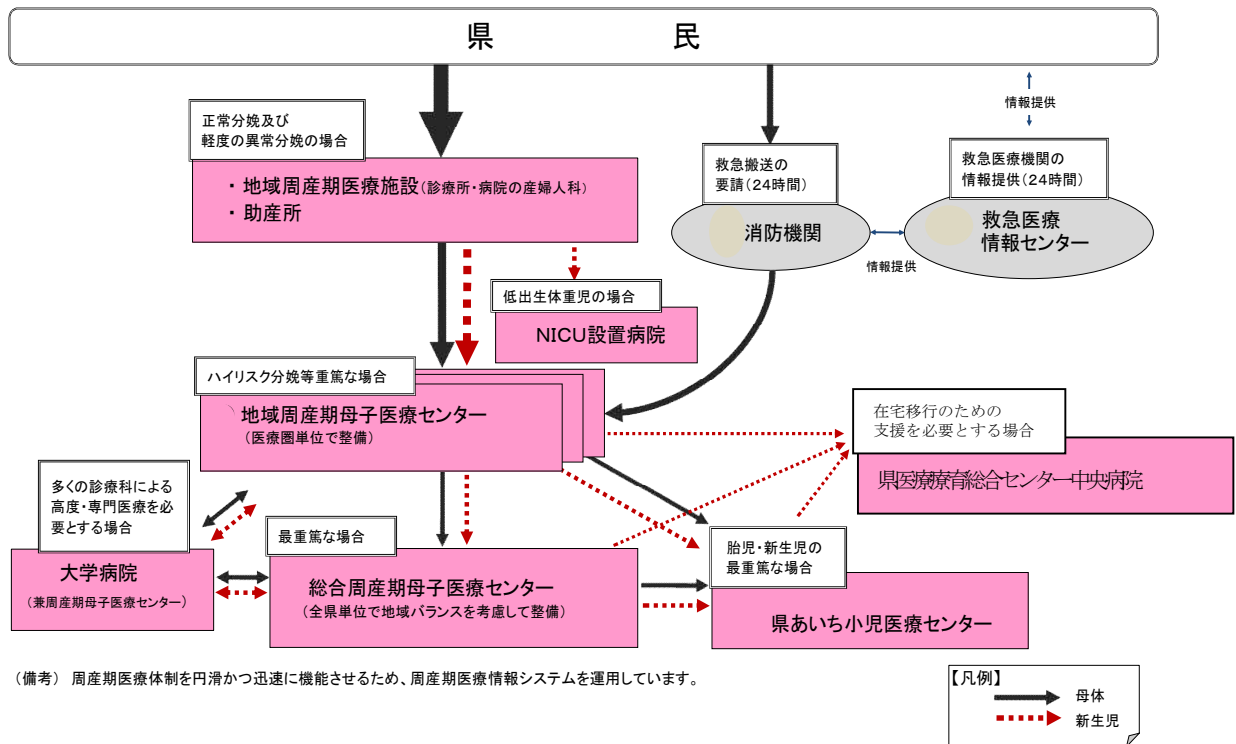 県　民
情報提供
正常分娩及び
軽度の異常分娩の場合
・ 地域周産期医療施設（診療所・病院の産婦人科）
・ 助産所
救急搬送の
要請（24時間）
消防機関
救急医療機関の
情報提供（24時間）
救急医療
情報センター
情報提供
低出生体重児の場合
NICU設置病院
ハイリスク分娩等重篤な場合
地域周産期母子医療センター
（医療圏単位で整備）
在宅移行のための
支援を必要とする場合
県医療療育総合センター中央病院
多くの診療科による
高度・専門医療を必
要とする場合
大学病院
（兼周産期母子医療センター）
最重篤な場合
総合周産期母子医療センター
（全県単位で地域バランスを考慮して整備）
胎児・新生児の
最重篤な場合
県あいち小児医療センター
（備考）　周産期医療体制を円滑かつ迅速に機能させるため、周産期医療情報システムを運用しています。
【凡例】
母体
新生児